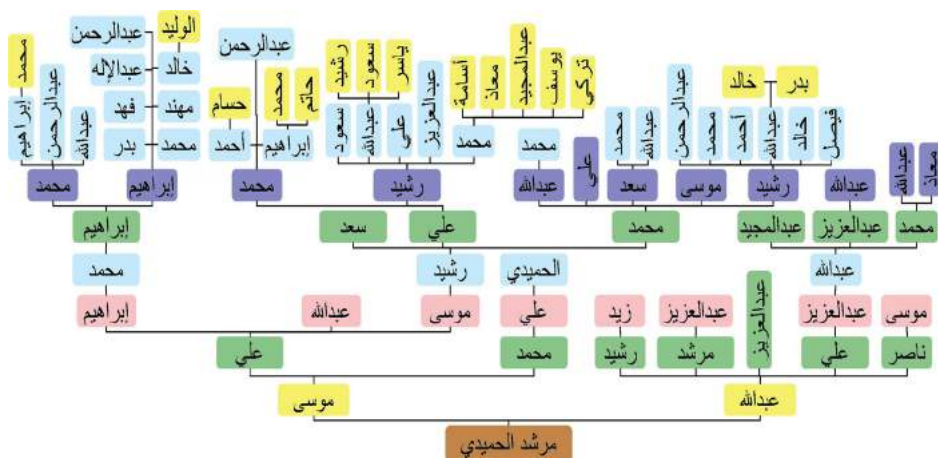 الوليد
عبدالرحمن
محمد
خالد
عبدالإله
مهند
فهد
محمد
بدر
إبراهيم
عبدالرحمن
عبدالله
محمد
إبراهيم
عبدالرحمن
حسام
محمد
حاتم
أحمد
إبراهيم
محمد
رشيد
سعود
ياسر
سعود
عبدالله
علي
عبدالعزيز
أسامة
معاذ
عبدالمجيد
يوسف
تركي
محمد
رشيد
محمد
عبدالله
علي
محمد
عبدالله
سعد
موسى
بدر
خالد
عبدالرحمن
محمد
أحمد
عبدالله
خالد
فيصل
رشيد
عبدالله
عبدالله
معاذ
إبراهيم
سعد
علي
محمد
عبدالمجيد
عبدالعزيز
محمد
محمد
رشيد
الحميدي
عبدالله
إبراهيم
عبدالله
موسى
علي
زيد
عبدالعزيز
عبدالعزيز
عبدالعزيز
موسى
علي
محمد
رشيد
مرشد
علي
ناصر
موسى
عبدالله
مرشد الحميدي